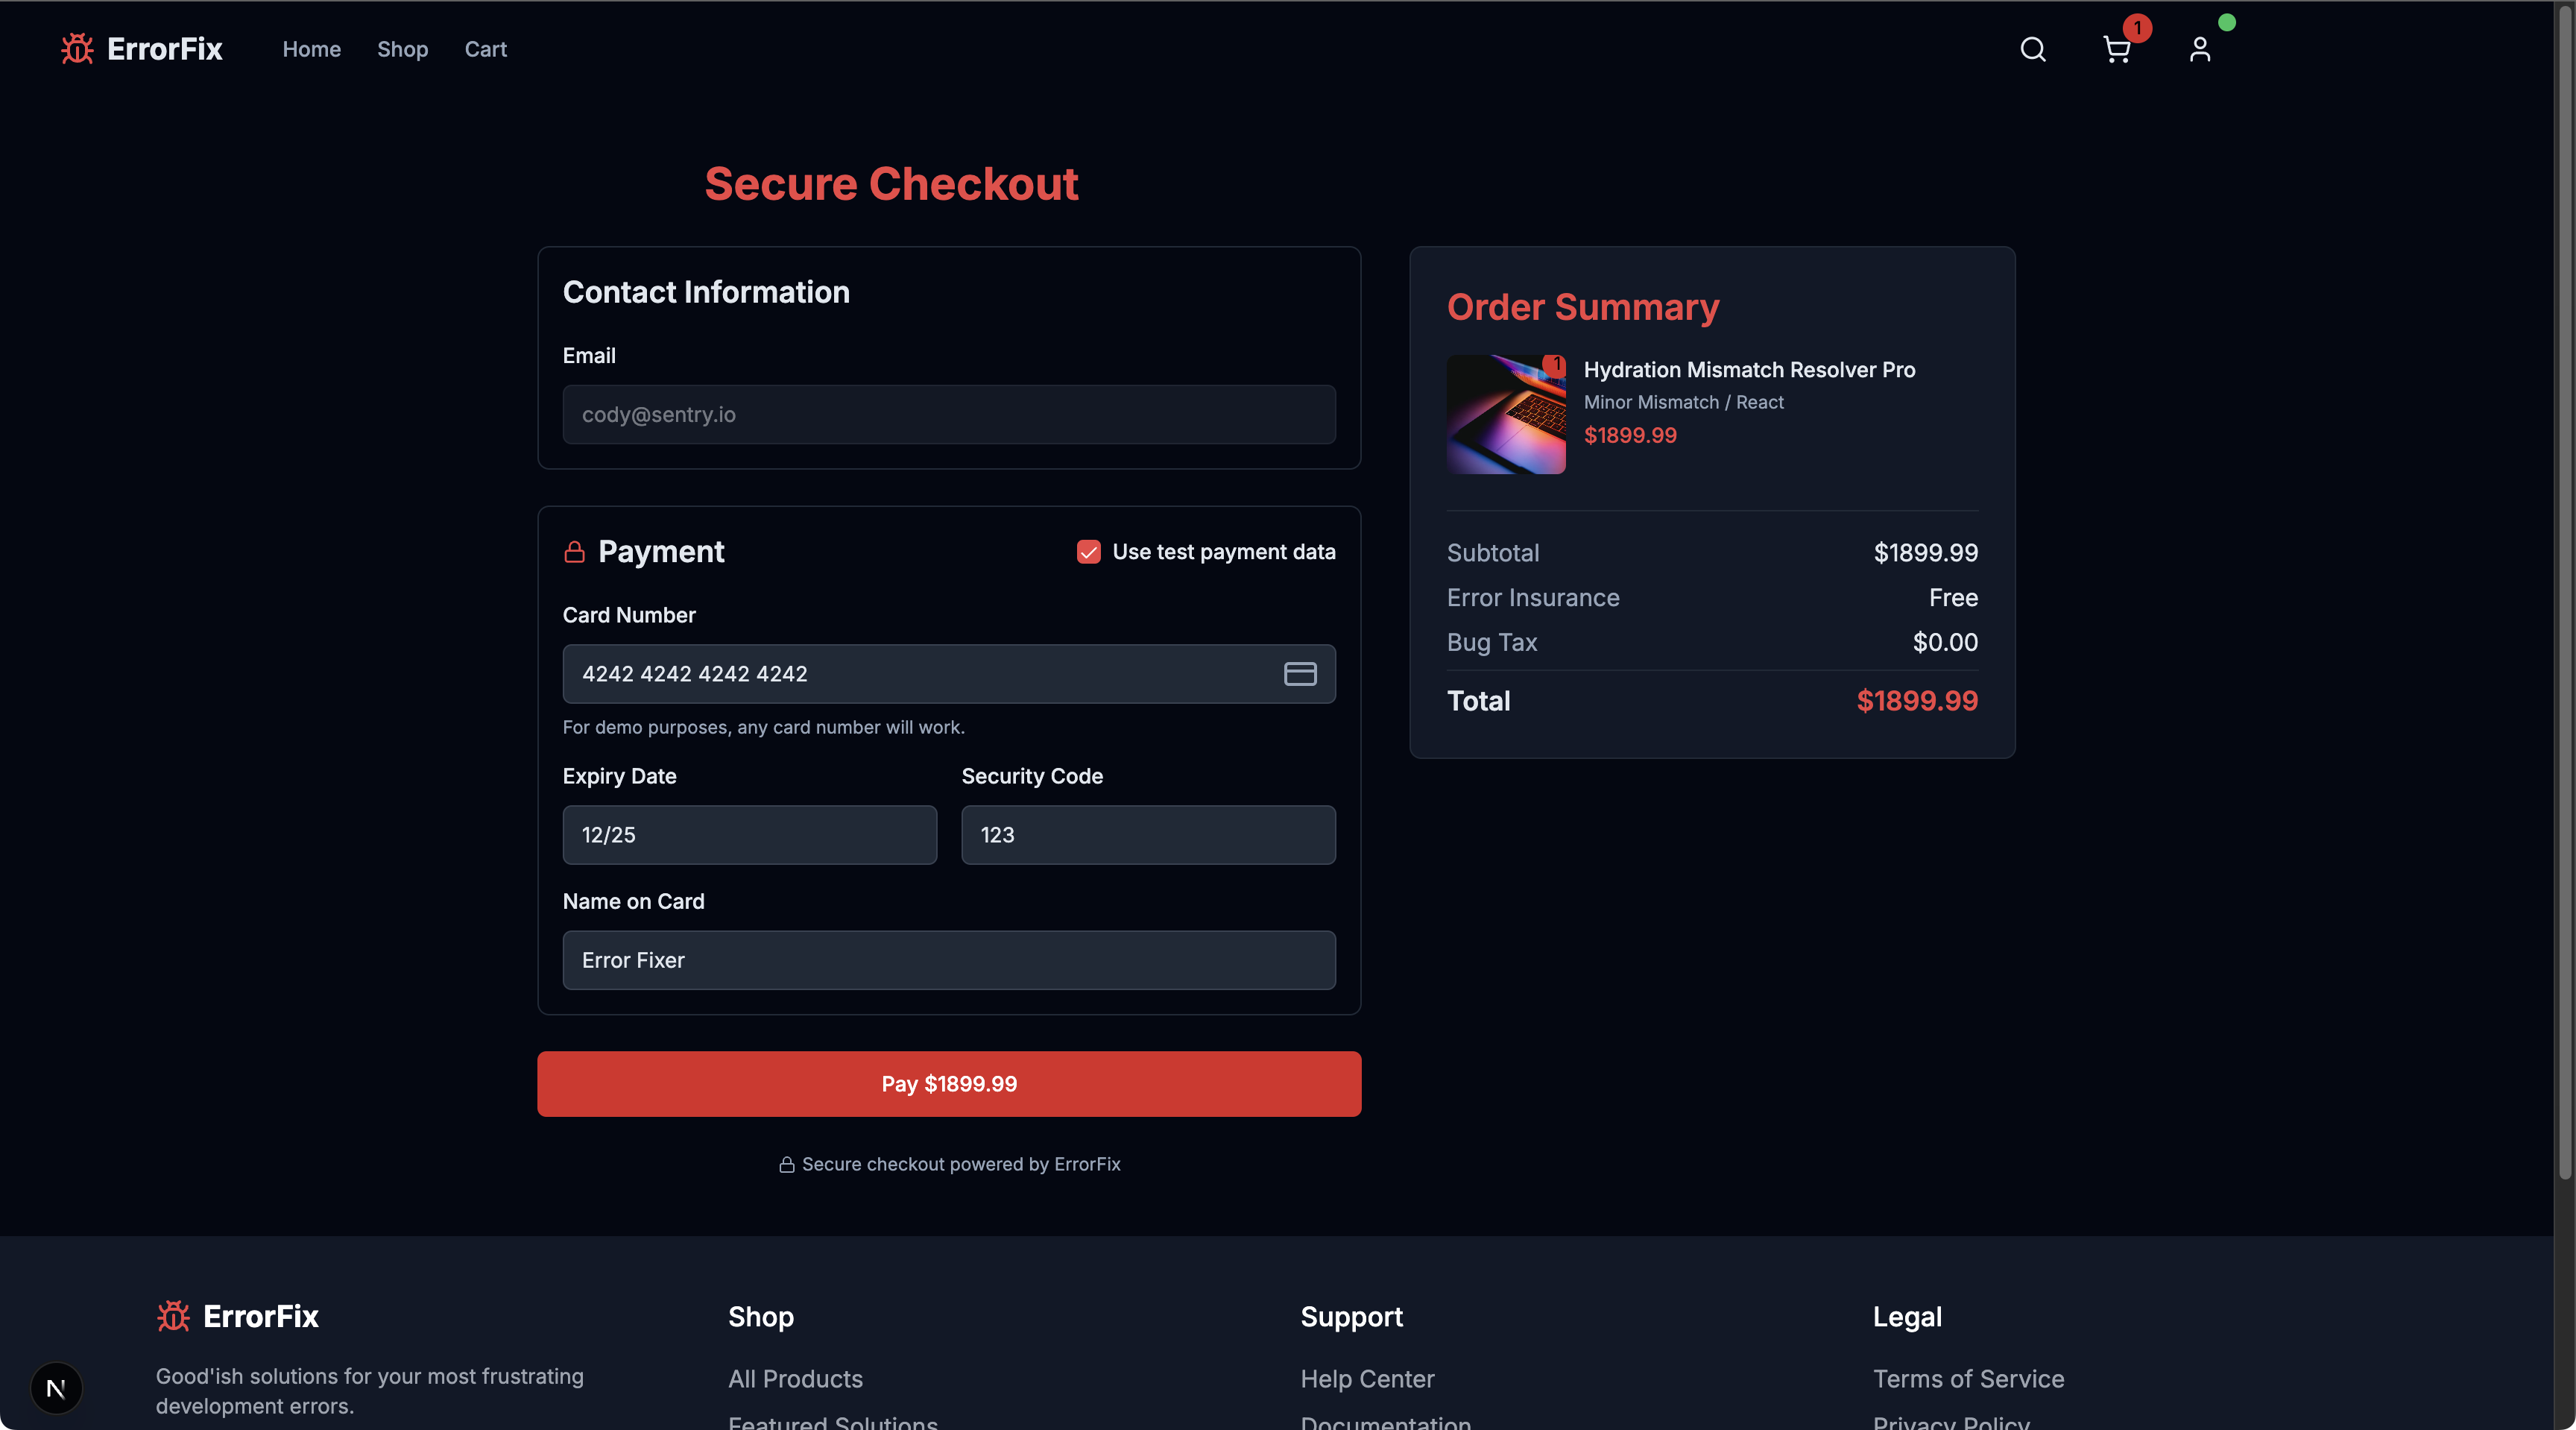 ErrorFix
Home
Shop
Cart
1
Secure Checkout
Contact Information
Email
cody@sentry.io
Payment
Use test payment data
Card Number
4242 4242 4242 4242
For demo purposes, any card number will work.
Expiry Date
Security Code
12/25
123
Name on Card
Error Fixer
Pay $1899.99
Secure checkout powered by ErrorFix
Order Summary
1
Hydration Mismatch Resolver Pro
Minor Mismatch / React
$1899.99
Subtotal
$1899.99
Error Insurance
Free
Bug Tax
$0.00
Total
$1899.99
ErrorFix
Good'ish solutions for your most frustrating
development errors.
N
Shop
All Products
Featured Solutions
Support
Help Center
Documentation
Legal
Terms of Service
Privacy Policy